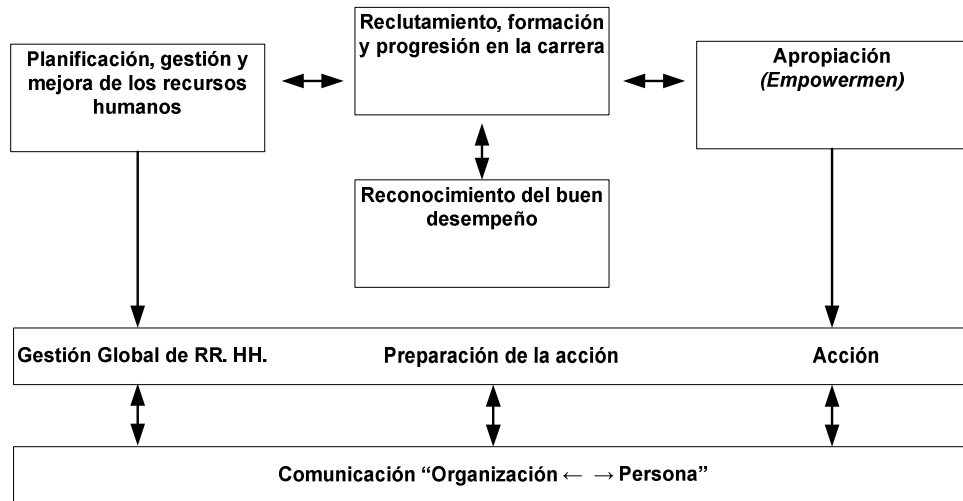 Reclutamiento, formación
y progresión en la carrera
Planificación, gestión y
mejora de los recursos
humanos
Apropiación
(Empowermen)
Reconocimiento del buen
desempeño
Gestión Global de RR. HH.
Preparación de la acción
Acción
Comunicación “Organización ← → Persona”